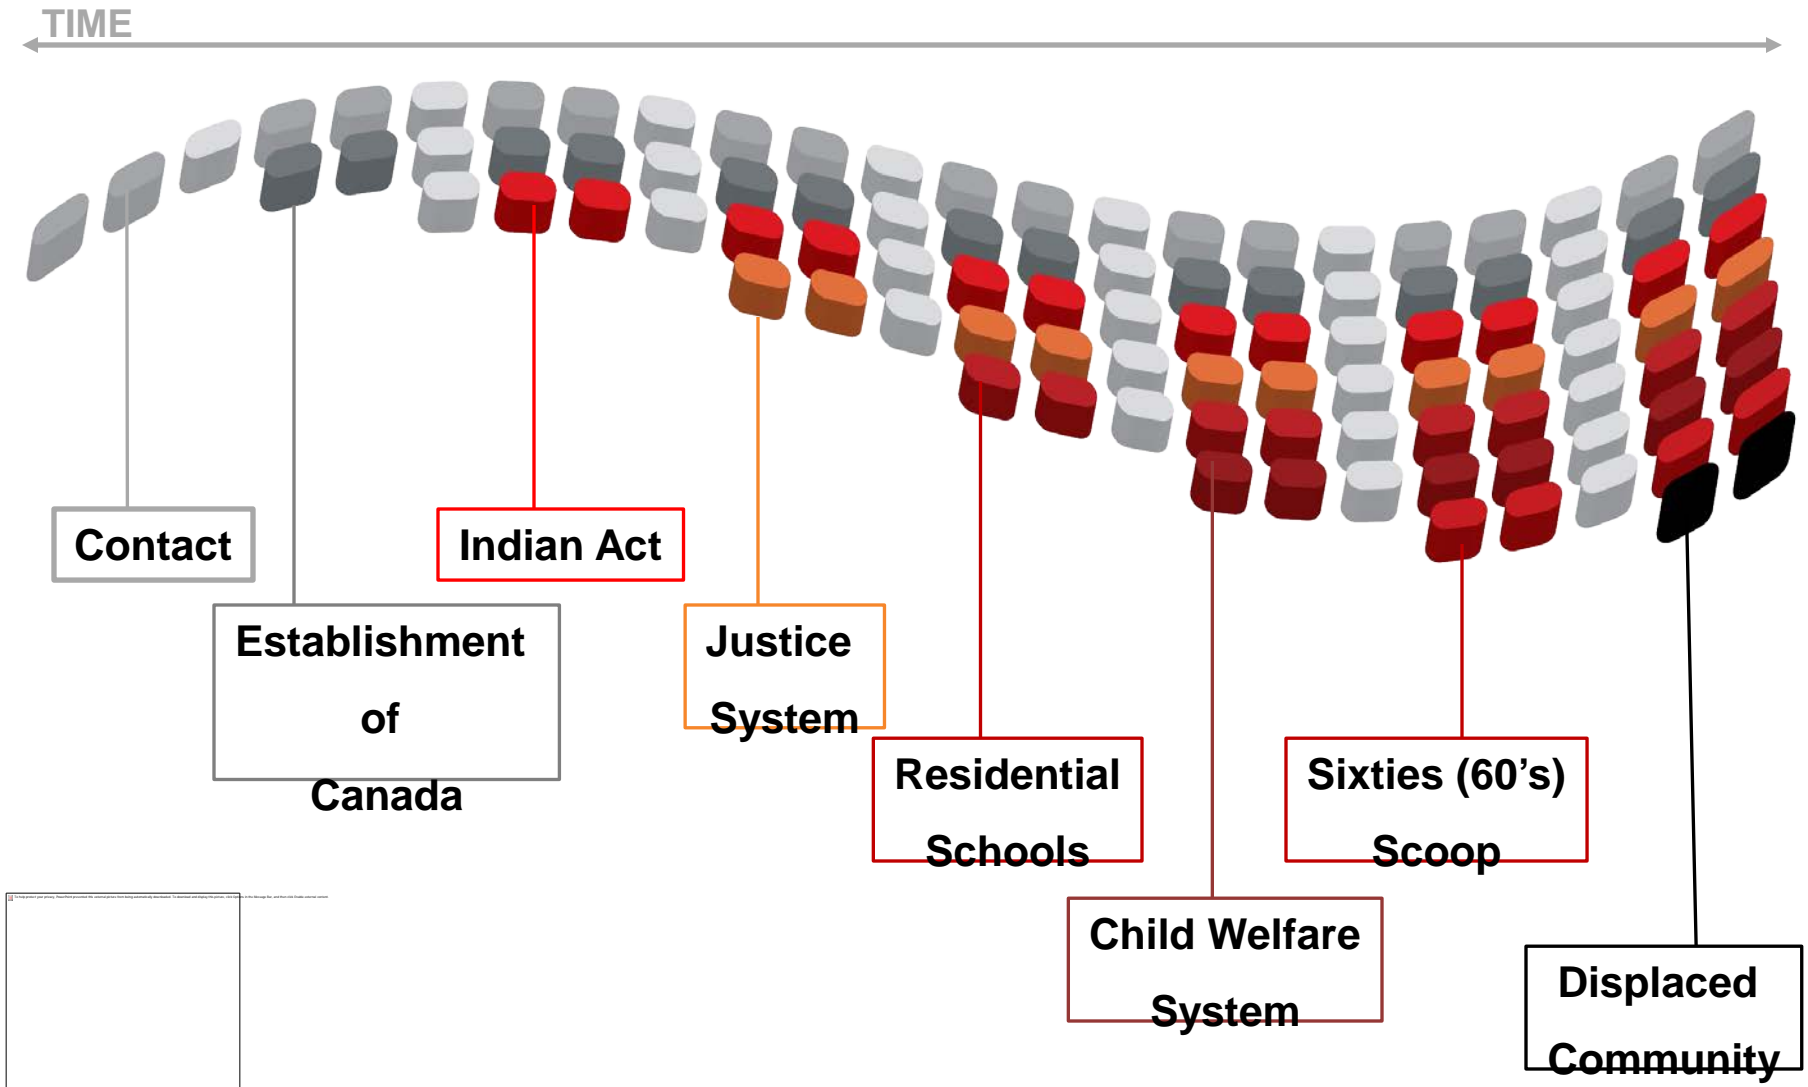 TIME
Contact
Indian Act
Establishment
of
Canada
Justice
System
Residential
Schools
Sixties (60’s)
Scoop
Child Welfare
System
Displaced
Community